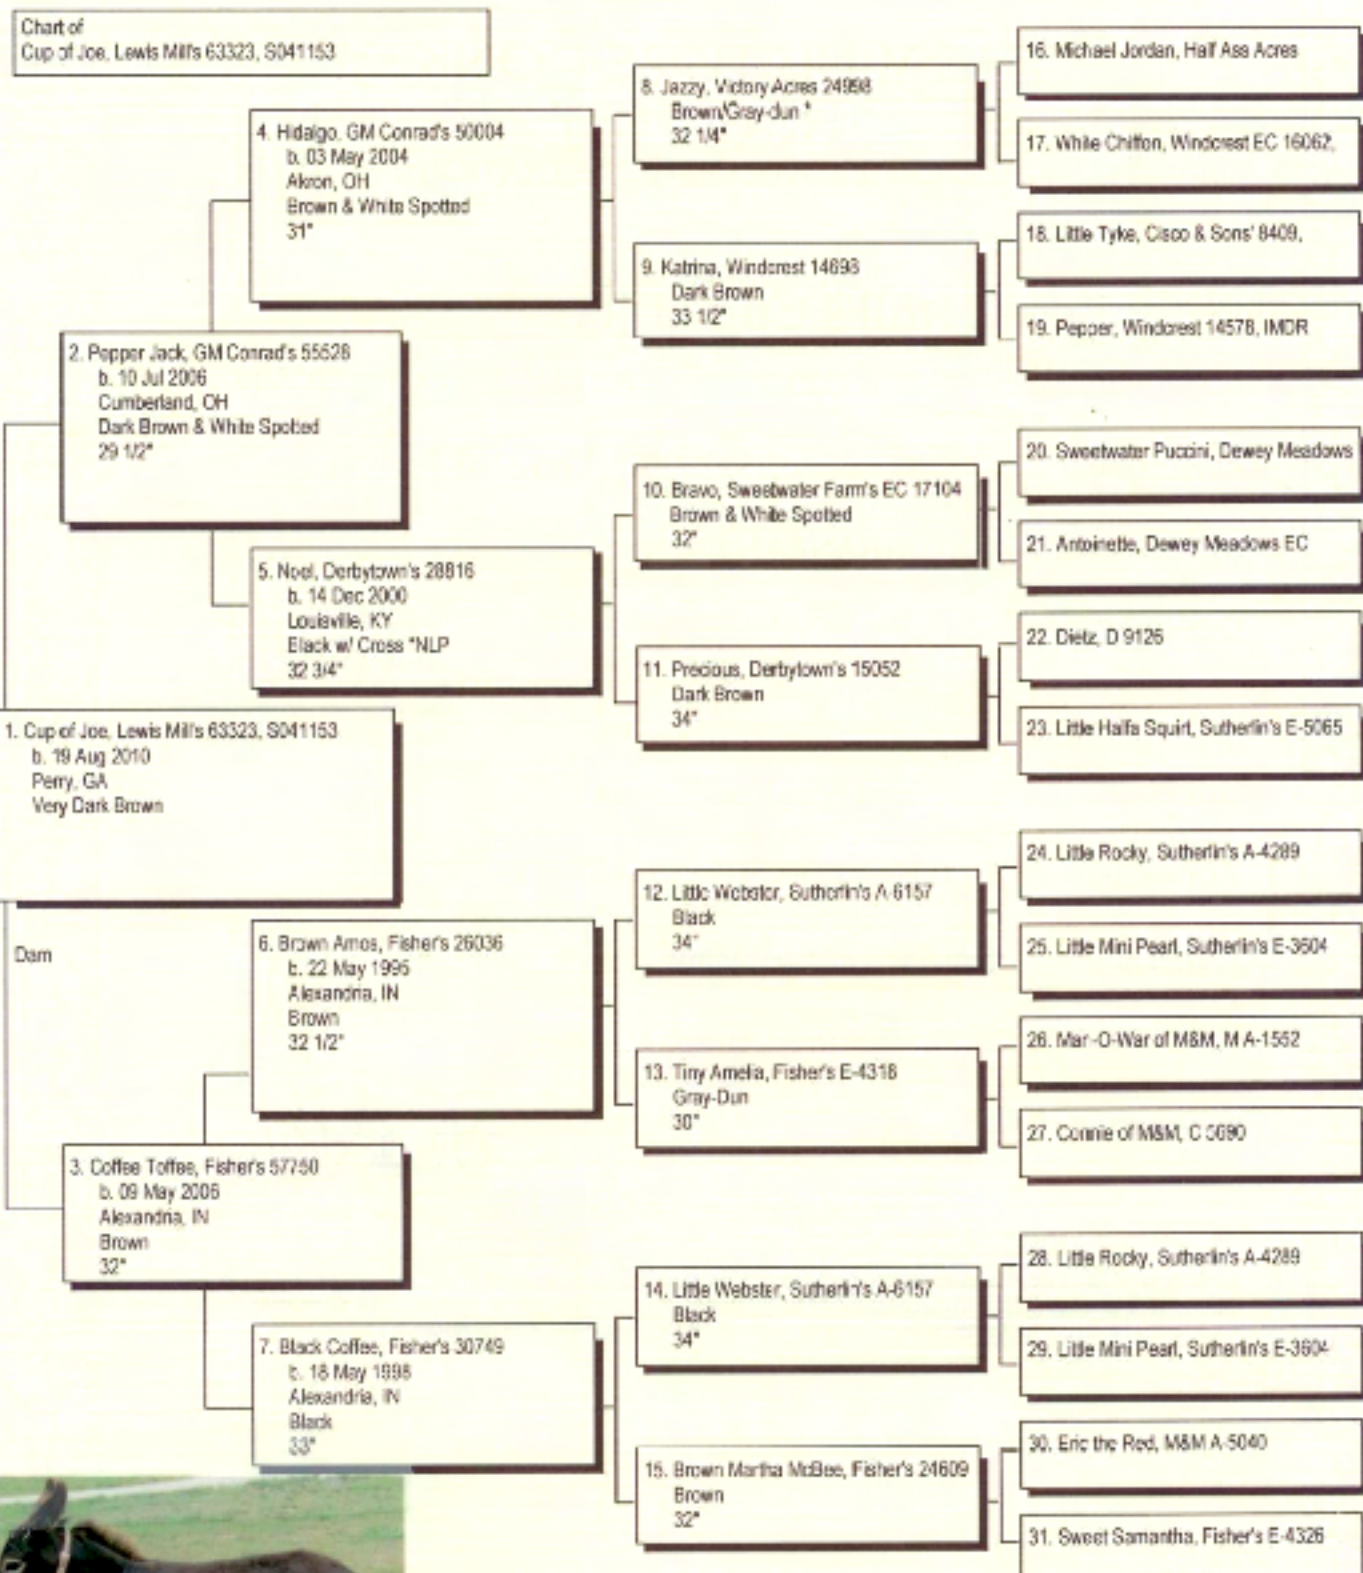 Chart of
Cup of Joe, Lewis Mill's 63323, S041153
16. Michael Jordan, Half Ass Acres
8. Jazzy, Victory Acres 24998
Brown/Gray-dun *
32 1/4"
17. White Chiffon, Windcrest EC 16062,
4. Hidalgo, GM Conrad's 50004
b. 03 May 2004
Akron, OH
Brown & White Spotted
31"
18. Little Tyke, Cisco & Sons' 8409,
9. Katrina, Windcrest 14693
Dark Brown
33 1/2"
19. Pepper, Windcrest 14578, IMDR
2. Pepper Jack, GM Conrad's 55528
b. 10 Jul 2006
Cumberland, OH
Dark Brown & White Spotted
29 1/2"
20. Sweetwater Puccini, Dewey Meadows
10. Bravo, Sweetwater Farm's EC 17104
Brown & White Spotted
32"
21. Antoinette, Dewey Meadows EC
5. Noel, Derbytown's 28816
b. 14 Dec 2000
Louisville, KY
Black w/ Cross *NLP
32 3/4"
22. Dietz, D 9126
11. Precious, Derbytown's 15052
Dark Brown
34"
23. Little Halfa Squirt, Sutherlin's E-5065
1. Cup of Joe, Lewis Mill's 63323, S041153
b. 19 Aug 2010
Perry, GA
Very Dark Brown
24. Little Rocky, Sutherlin's A-4289
12. Little Webster, Sutherlin's A-6157
Black
34"
25. Little Mini Pearl, Sutherlin's E-3604
Dam
6. Brown Amos, Fisher's 26036
b. 22 May 1995
Alexandria, IN
Brown
32 1/2"
26. Man-O-War of M&M, M A-1552
13. Tiny Amelia, Fisher's E-4318
Gray-Dun
30"
27. Connie of M&M, C 5690
3. Coffee Toffee, Fisher's 57750
b. 09 May 2006
Alexandria, IN
Brown
32"
28. Little Rocky, Sutherlin's A-4289
14. Little Webster, Sutherlin's A-6157
Black
34"
29. Little Mini Pearl, Sutherlin's E-3604
7. Black Coffee, Fisher's 30749
b. 18 May 1998
Alexandria, IN
Black
33"
30. Eric the Red, M&M A-5040
15. Brown Martha McBee, Fisher's 24609
Brown
32"
31. Sweet Samantha, Fisher's E-4326